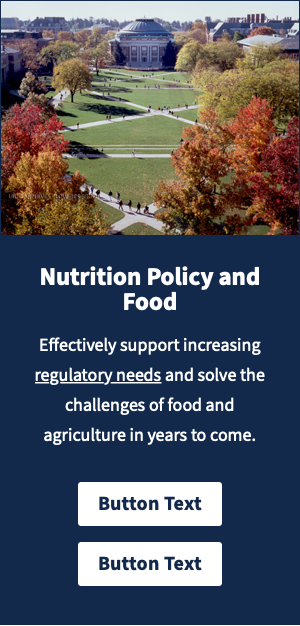 Nutrition Policy and
Food
Effectively support increasing
regulatory needs and solve the
challenges of food and
agriculture in years to come.
Button Text
Button Text